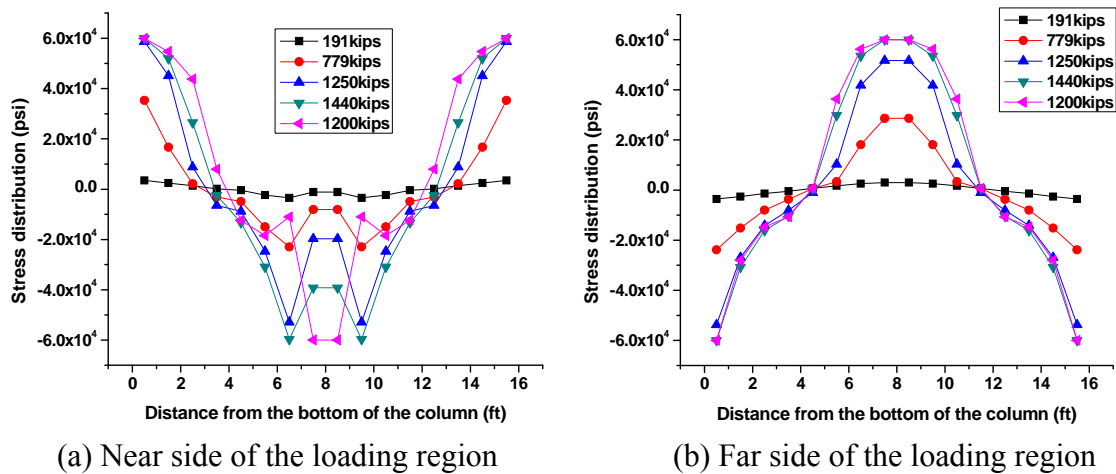 6.0x10⁴
4.0x10⁴
2.0x10⁴
0.0
-2.0x10⁴
-4.0x10⁴
-6.0x10⁴
Stress distribution (psi)
191kips
779kips
1250kips
1440kips
1200kips
0 2 4 6 8 10 12 14 16
Distance from the bottom of the column (ft)
(a) Near side of the loading region
6.0x10⁴
4.0x10⁴
2.0x10⁴
0.0
-2.0x10⁴
-4.0x10⁴
-6.0x10⁴
Stress distribution (psi)
191kips
779kips
1250kips
1440kips
1200kips
0 2 4 6 8 10 12 14 16
Distance from the bottom of the column (ft)
(b) Far side of the loading region